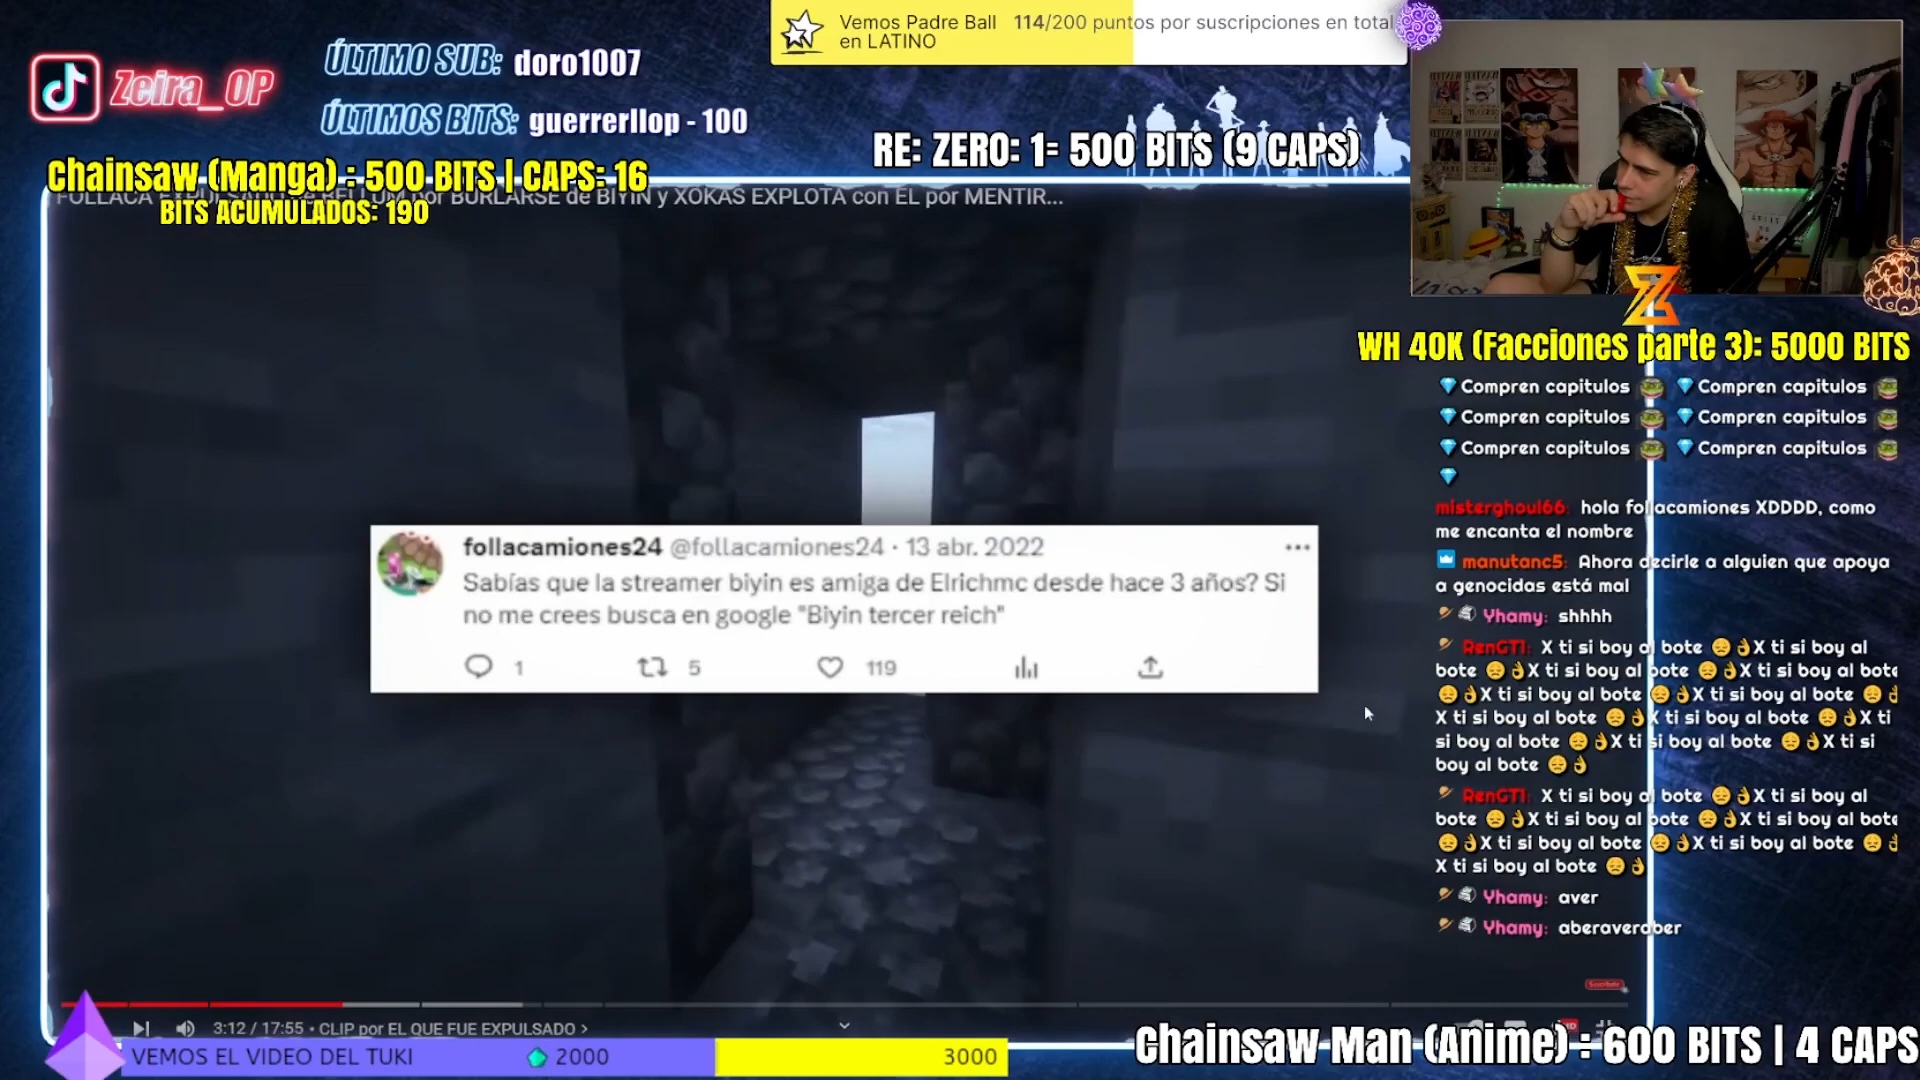 Vemos Padre Ball 114/200 puntos por suscripciones en total
en LATINO
Zeira_OP
ÚLTIMO SUB: doro1007
ÚLTIMOS BITS: guerrerllop - 100
RE: ZERO: 1= 500 BITS (9 CAPS)
Chainsaw (Manga) : 500 BITS | CAPS: 16
por BURLARSE de BIYIN y XOKAS EXPLOTA con EL por MENTIR...
BITS ACUMULADOS: 190
WH 40K (Facciones parte 3): 5000 BITS
💎Compren capitulos 💎Compren capitulos
💎Compren capitulos 💎Compren capitulos
💎Compren capitulos 💎Compren capitulos
💎
misterghoul66: hola follacamiones XDDDD, como
me encanta el nombre
manutanc5: Ahora decirle a alguien que apoya
a genocidas está mal
Yhamy: shhhh
RenGTI: X ti si boy al bote 😔👌X ti si boy al
bote 😔👌X ti si boy al bote 😔👌X ti si boy al bote
😔👌X ti si boy al bote 😔👌X ti si boy al bote 😔👌
X ti si boy al bote 😔👌X ti si boy al bote 😔👌X ti
si boy al bote 😔👌X ti si boy al bote 😔👌X ti si
boy al bote 😔👌
RenGTI: X ti si boy al bote 😔👌X ti si boy al
bote 😔👌X ti si boy al bote 😔👌X ti si boy al bote
😔👌X ti si boy al bote 😔👌X ti si boy al bote 😔👌
X ti si boy al bote 😔👌
Yhamy: aver
Yhamy: aberaveraber
follacamiones24 @follacamiones24 · 13 abr. 2022
Sabías que la streamer biyin es amiga de Elrichmc desde hace 3 años? Si
no me crees busca en google "Biyin tercer reich"
1 5 119
Suscríbete
3:12 / 17:55 • CLIP por EL QUE FUE EXPULSADO >
VEMOS EL VIDEO DEL TUKI 2000 3000
Chainsaw Man (Anime) : 600 BITS | 4 CAPS